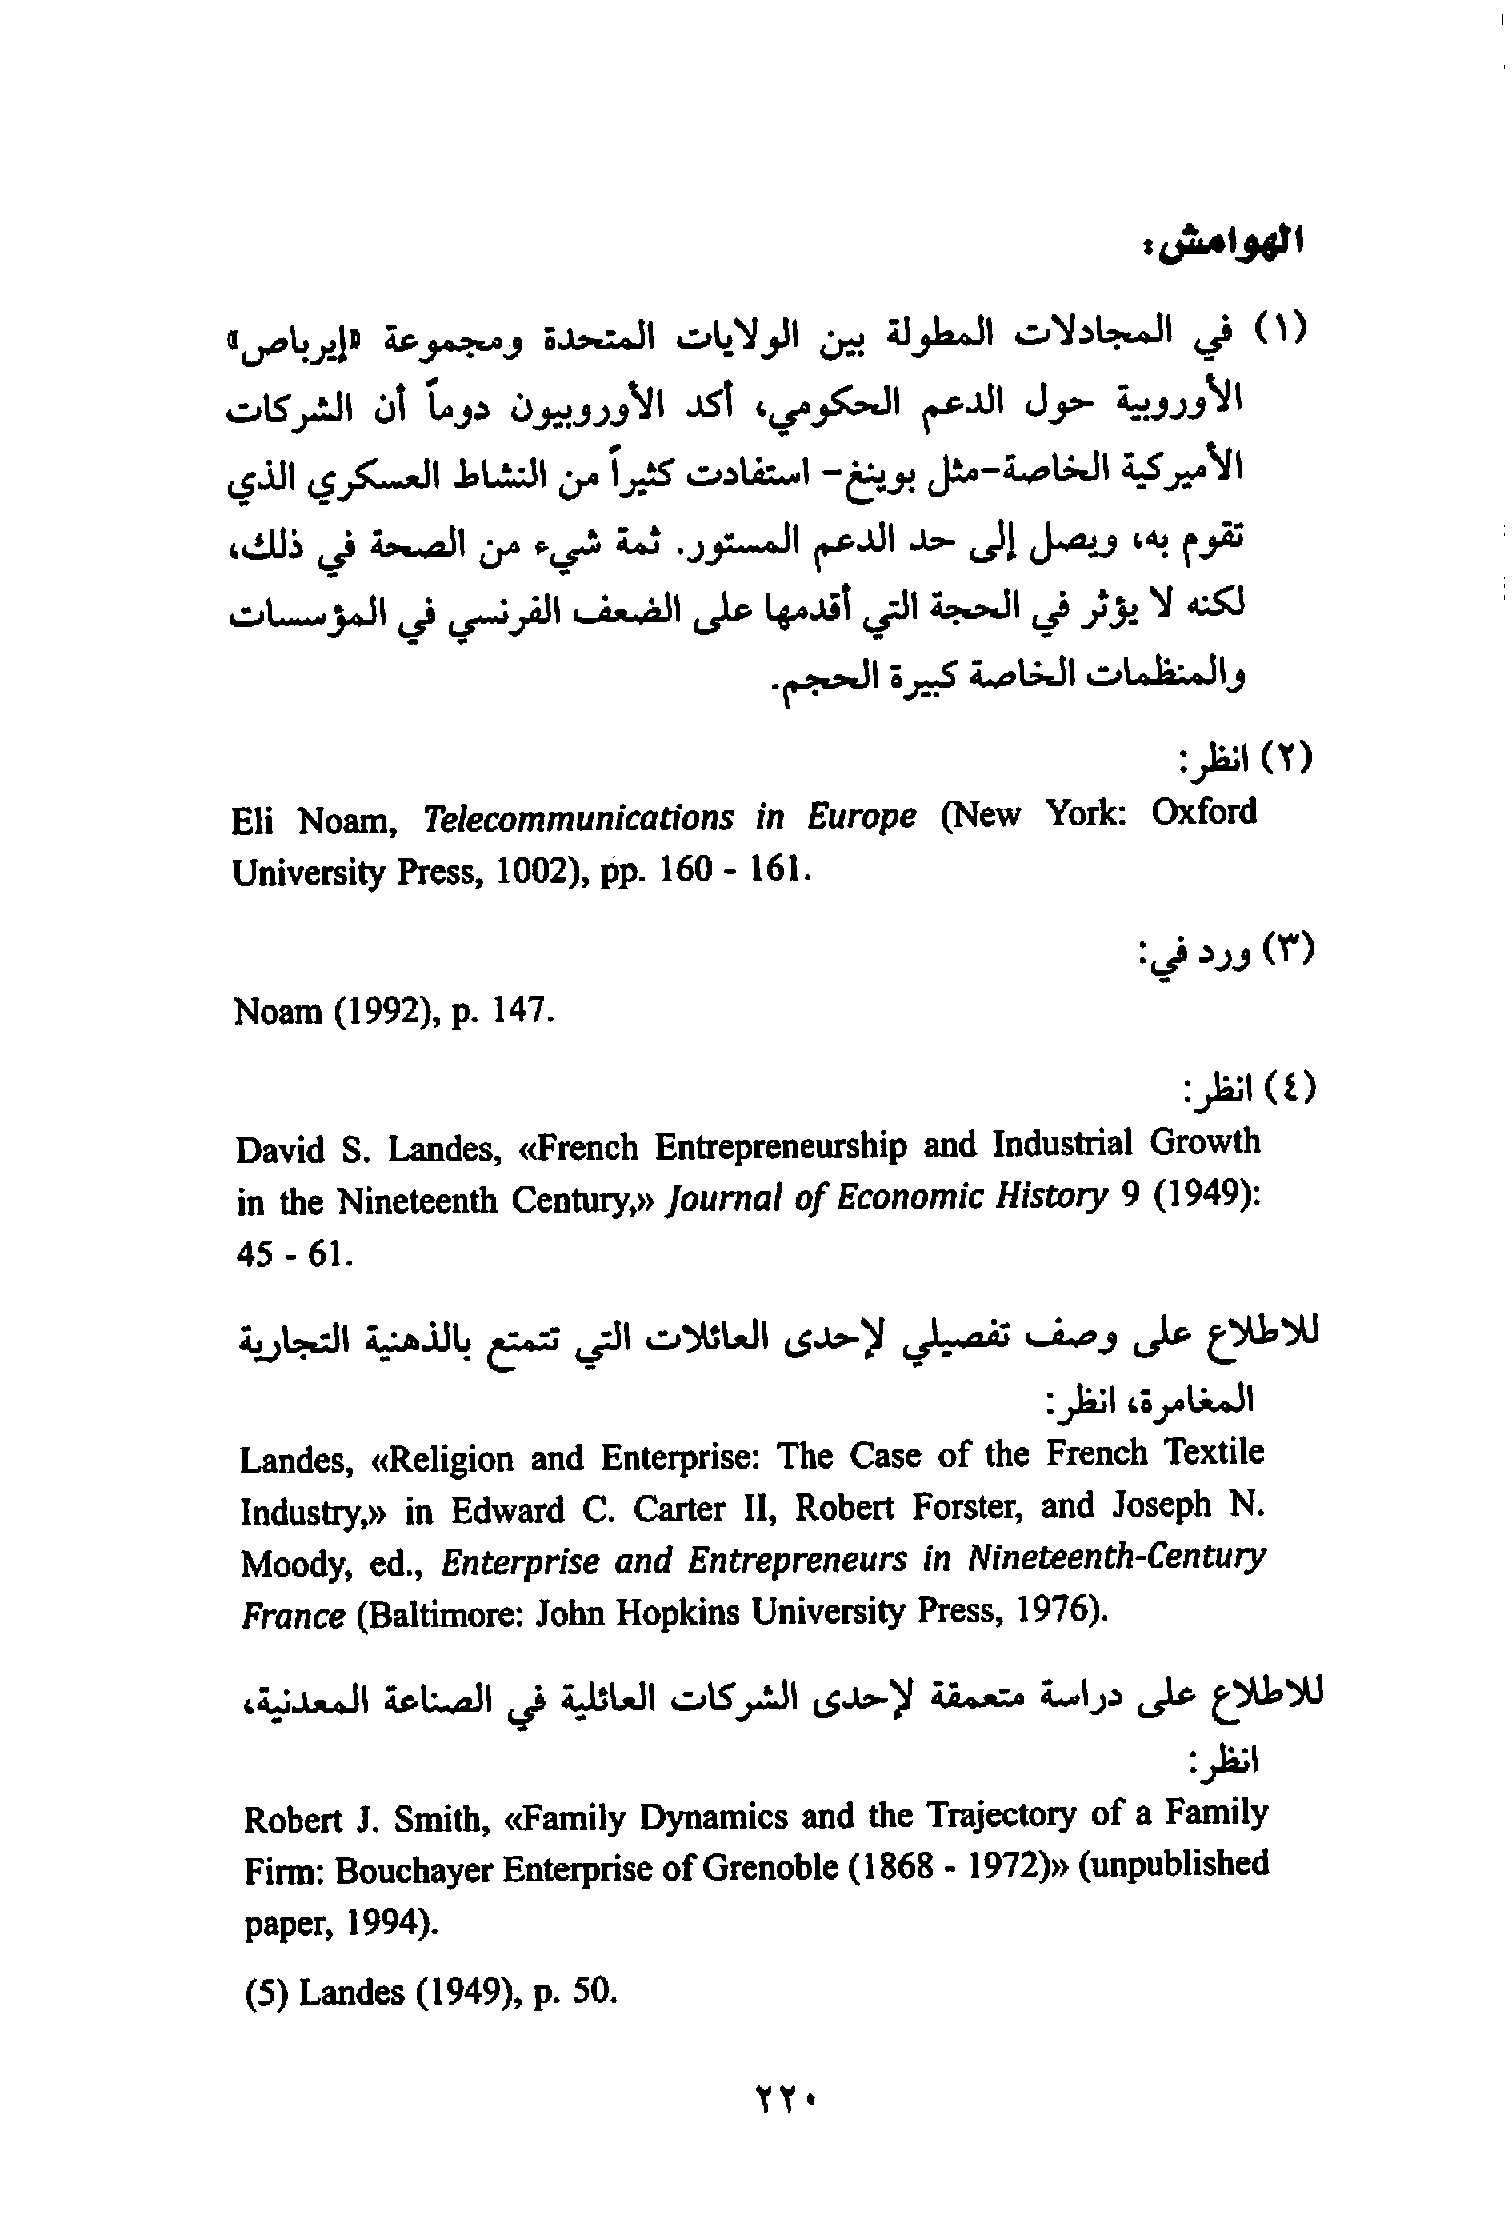 الهوامش:
(١) في المجادلات المطولة بين الولايات المتحدة ومجموعة «إيرباص»
الأوروبية حول الدعم الحكومي، أكد الأوروبيون دوماً أن الشركات
الأميركية الخاصة-مثل بوينغ- استفادت كثيراً من النشاط العسكري الذي
تقوم به، ويصل إلى حد الدعم المستور. ثمة شيء من الصحة في ذلك،
لكنه لا يؤثر في الحجة التي أقدمها على الضعف الفرنسي في المؤسسات
والمنظمات الخاصة كبيرة الحجم.
(٢) انظر:
Eli Noam, Telecommunications in Europe (New York: Oxford
University Press, 1002), pp. 160 - 161.
(٣) ورد في:
Noam (1992), p. 147.
(٤) انظر:
David S. Landes, «French Entrepreneurship and Industrial Growth
in the Nineteenth Century,» Journal of Economic History 9 (1949):
45 - 61.
للاطلاع على وصف تفصيلي لإحدى العائلات التي تتمتع بالذهنية التجارية
المغامرة، انظر:
Landes, «Religion and Enterprise: The Case of the French Textile
Industry,» in Edward C. Carter II, Robert Forster, and Joseph N.
Moody, ed., Enterprise and Entrepreneurs in Nineteenth-Century
France (Baltimore: John Hopkins University Press, 1976).
للاطلاع على دراسة متعمقة لإحدى الشركات العائلية في الصناعة المعدنية،
انظر:
Robert J. Smith, «Family Dynamics and the Trajectory of a Family
Firm: Bouchayer Enterprise of Grenoble (1868 - 1972)» (unpublished
paper, 1994).
(5) Landes (1949), p. 50.
٢٢٠